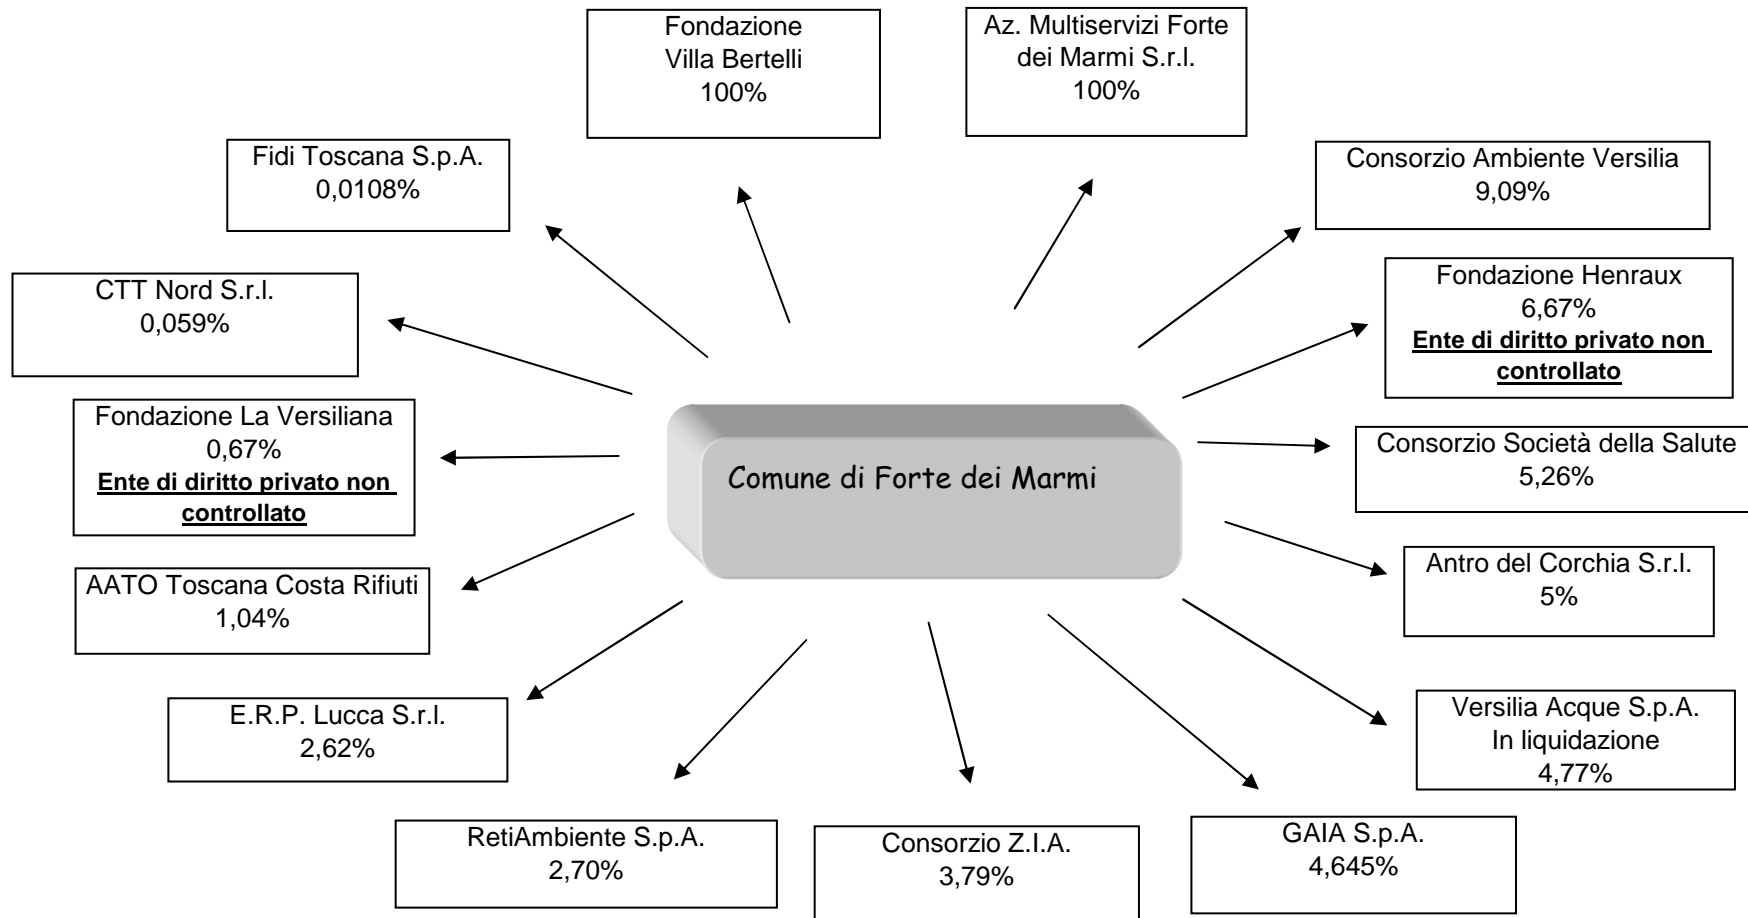 Fondazione
Villa Bertelli
100%
Az. Multiservizi Forte
dei Marmi S.r.l.
100%
Fidi Toscana S.p.A.
0,0108%
Consorzio Ambiente Versilia
9,09%
CTT Nord S.r.l.
0,059%
Fondazione Henraux
6,67%
Ente di diritto privato non
controllato
Fondazione La Versiliana
0,67%
Ente di diritto privato non
controllato
Comune di Forte dei Marmi
Consorzio Società della Salute
5,26%
AATO Toscana Costa Rifiuti
1,04%
Antro del Corchia S.r.l.
5%
E.R.P. Lucca S.r.l.
2,62%
Versilia Acque S.p.A.
In liquidazione
4,77%
RetiAmbiente S.p.A.
2,70%
Consorzio Z.I.A.
3,79%
GAIA S.p.A.
4,645%